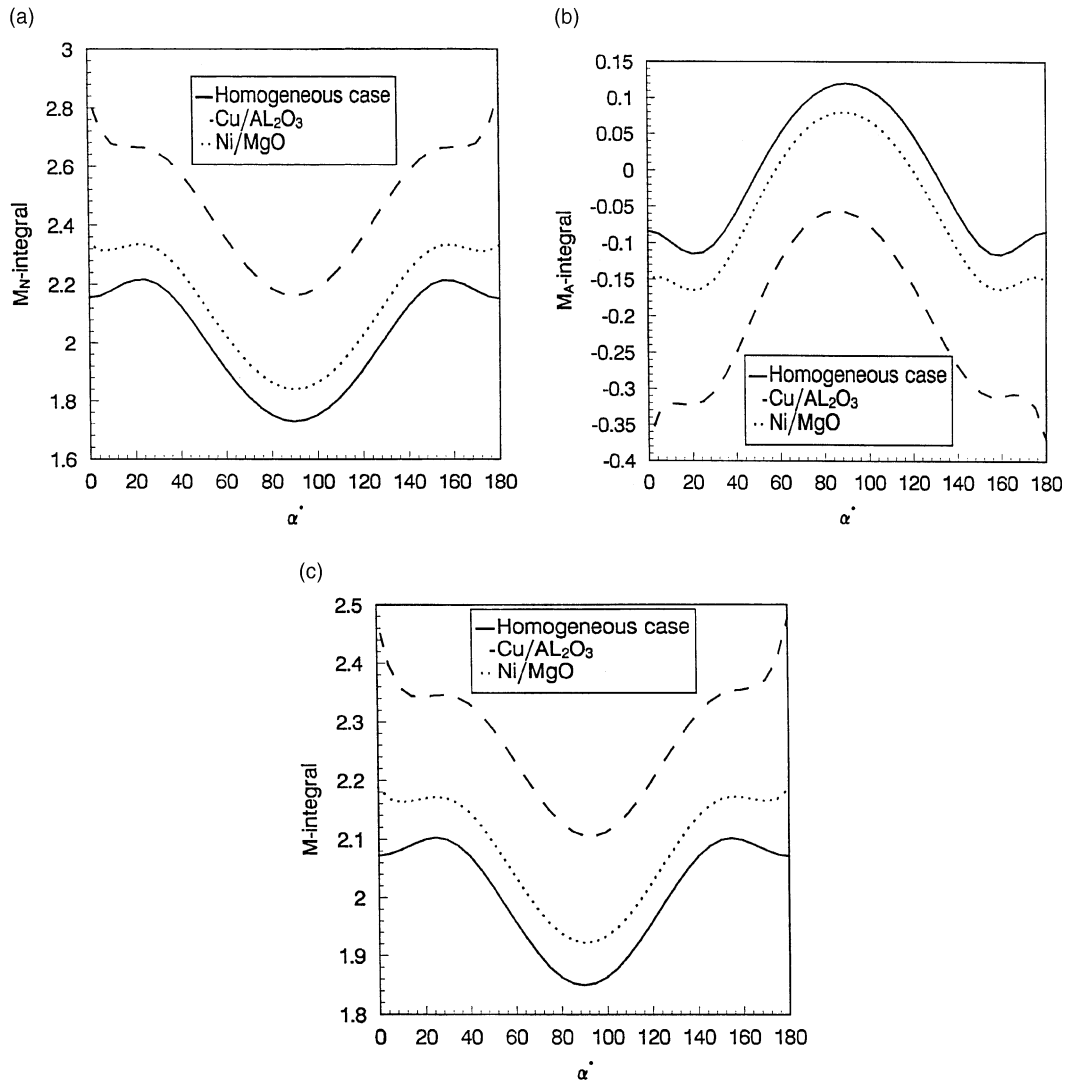 (a)
3
2.8
2.6
2.4
2.2
2
1.8
1.6
M_N-integral
Homogeneous case
Cu/AL₂O₃
Ni/MgO
0 20 40 60 80 100 120 140 160 180
α°
(b)
0.15
0.1
0.05
0
-0.05
-0.1
-0.15
-0.2
-0.25
-0.3
-0.35
-0.4
M_A-integral
Homogeneous case
Cu/AL₂O₃
Ni/MgO
0 20 40 60 80 100 120 140 160 180
α°
(c)
2.5
2.4
2.3
2.2
2.1
2
1.9
1.8
M-integral
Homogeneous case
Cu/AL₂O₃
Ni/MgO
0 20 40 60 80 100 120 140 160 180
α°